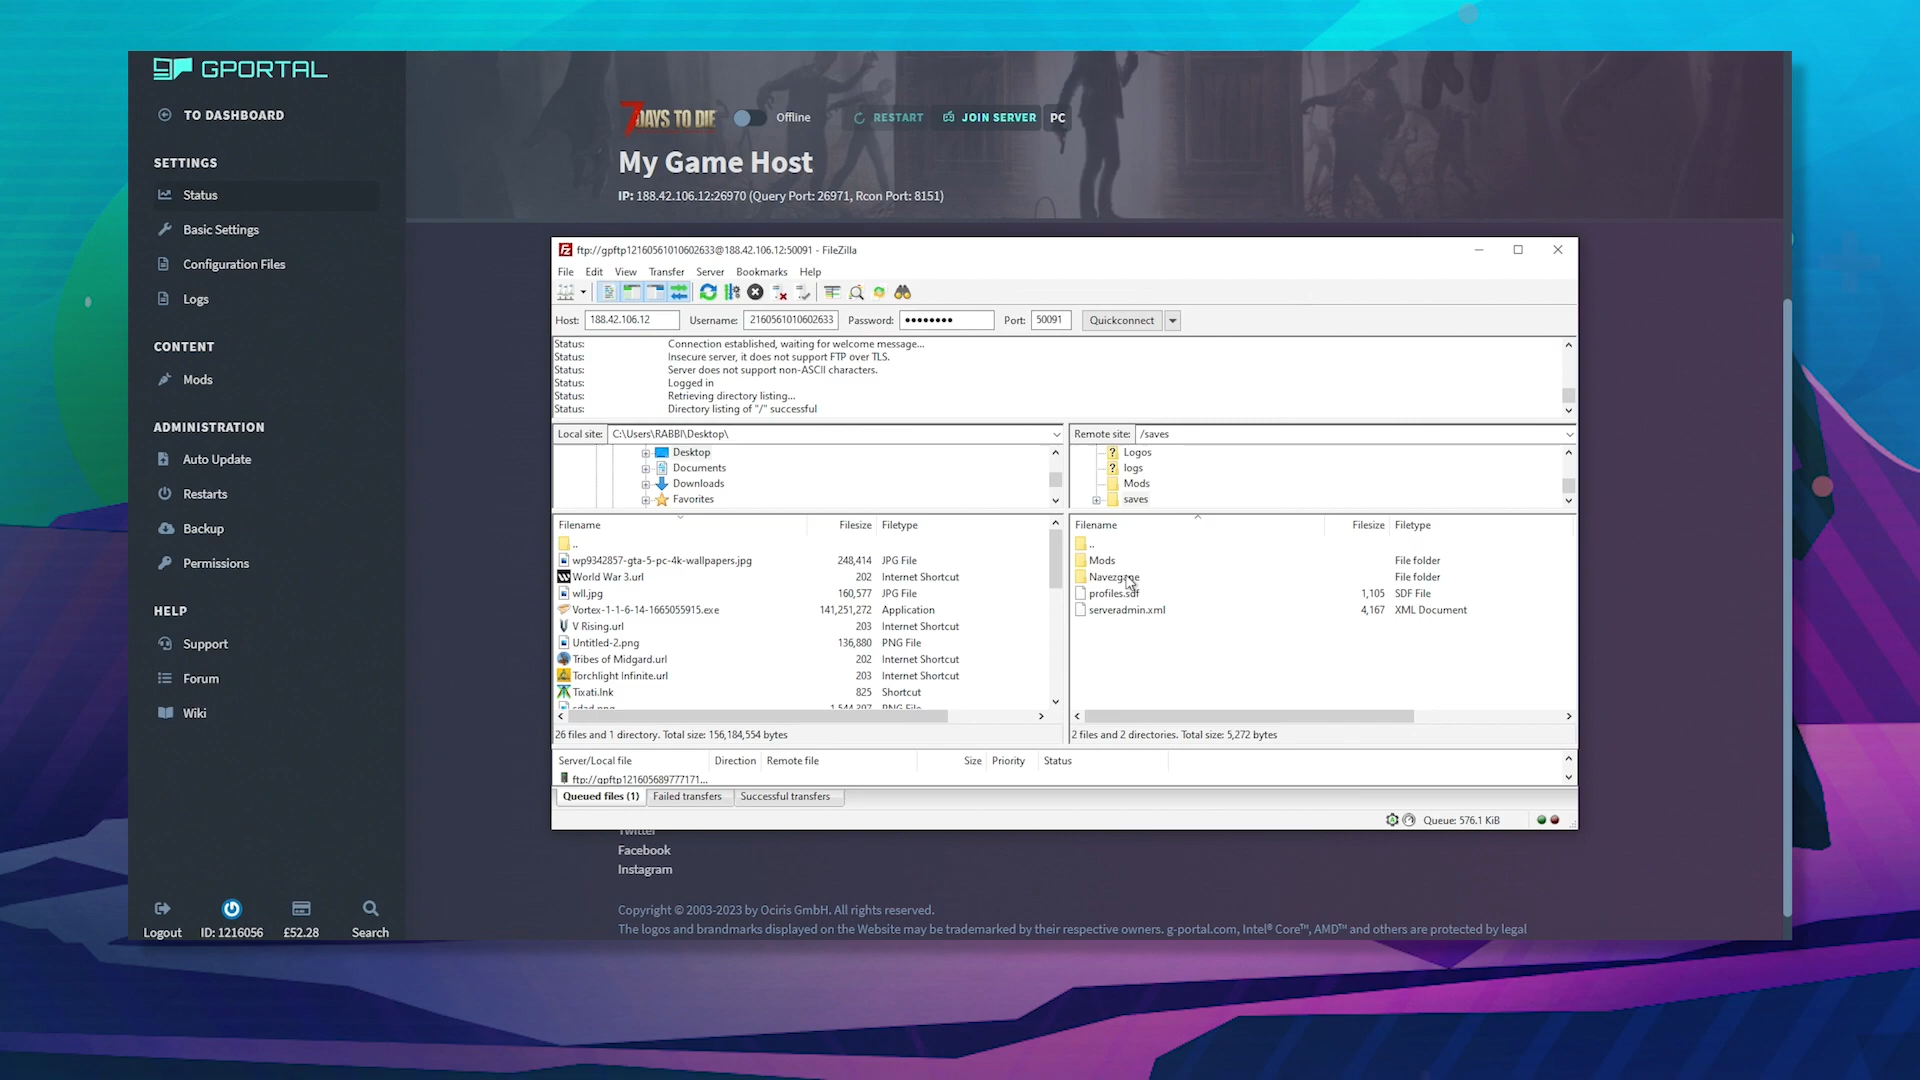 GPORTAL
TO DASHBOARD
SETTINGS
Status
Basic Settings
Configuration Files
Logs
CONTENT
Mods
ADMINISTRATION
Auto Update
Restarts
Backup
Permissions
HELP
Support
Forum
Wiki
Logout
ID: 1216056
£52.28
Search
7 DAYS TO DIE
Offline
RESTART
JOIN SERVER
PC
My Game Host
IP: 188.42.106.12:26970 (Query Port: 26971, Rcon Port: 8151)
ftp://gpftp12160561010602633@188.42.106.12:50091 - FileZilla
File Edit View Transfer Server Bookmarks Help
Host: 188.42.106.12 Username: 2160561010602633 Password: ●●●●●●●● Port: 50091 Quickconnect
Status: Connection established, waiting for welcome message...
Status: Insecure server, it does not support FTP over TLS.
Status: Server does not support non-ASCII characters.
Status: Logged in
Status: Retrieving directory listing...
Status: Directory listing of "/" successful
Local site: C:\Users\RABBI\Desktop\
Desktop
Documents
Downloads
Favorites
Filename Filesize Filetype
..
wp9342857-gta-5-pc-4k-wallpapers.jpg 248,414 JPG File
World War 3.url 202 Internet Shortcut
wll.jpg 160,577 JPG File
Vortex-1-1-6-14-1665055915.exe 141,251,272 Application
V Rising.url 203 Internet Shortcut
Untitled-2.png 136,880 PNG File
Tribes of Midgard.url 202 Internet Shortcut
Torchlight Infinite.url 203 Internet Shortcut
Tixati.lnk 825 Shortcut
26 files and 1 directory. Total size: 156,184,554 bytes
Remote site: /saves
Logos
logs
Mods
saves
Filename Filesize Filetype
..
Mods File folder
Navezgane File folder
profiles.sdf 1,105 SDF File
serveradmin.xml 4,167 XML Document
2 files and 2 directories. Total size: 5,272 bytes
Server/Local file Direction Remote file Size Priority Status
ftp://gpftp121605689777171...
Queued files (1) Failed transfers Successful transfers
Queue: 576.1 KiB
Twitter
Facebook
Instagram
Copyright © 2003-2023 by Ociris GmbH. All rights reserved.
The logos and brandmarks displayed on the Website may be trademarked by their respective owners. g-portal.com, Intel® Core™, AMD™ and others are protected by legal